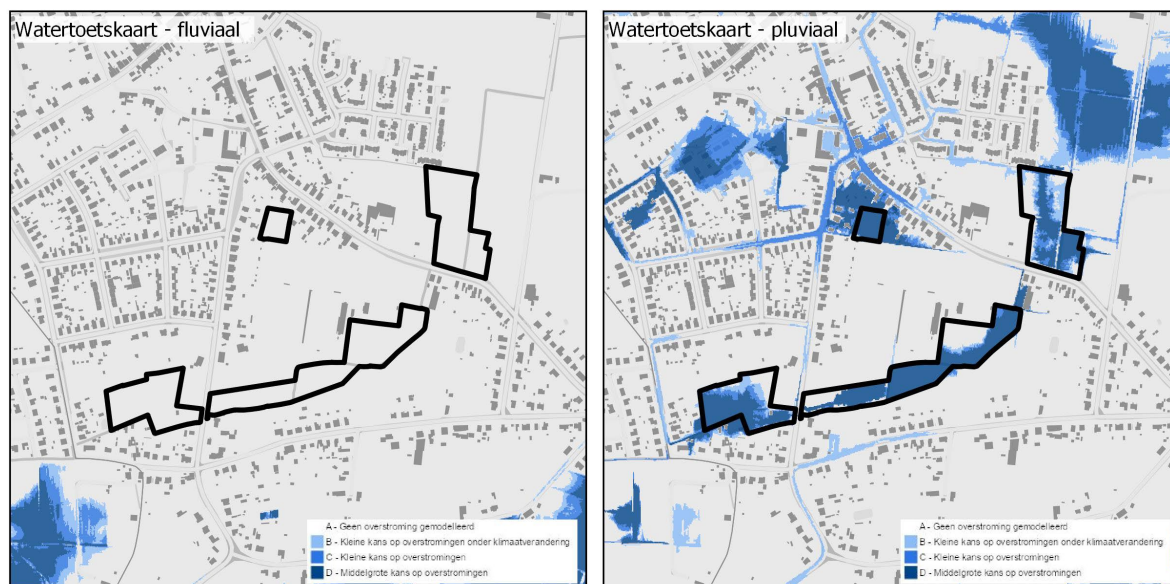 Watertoetskaart - fluviaal
A - Geen overstroming gemodelleerd
B - Kleine kans op overstromingen onder klimaatverandering
C - Kleine kans op overstromingen
D - Middelgrote kans op overstromingen
Watertoetskaart - pluviaal
A - Geen overstroming gemodelleerd
B - Kleine kans op overstromingen onder klimaatverandering
C - Kleine kans op overstromingen
D - Middelgrote kans op overstromingen